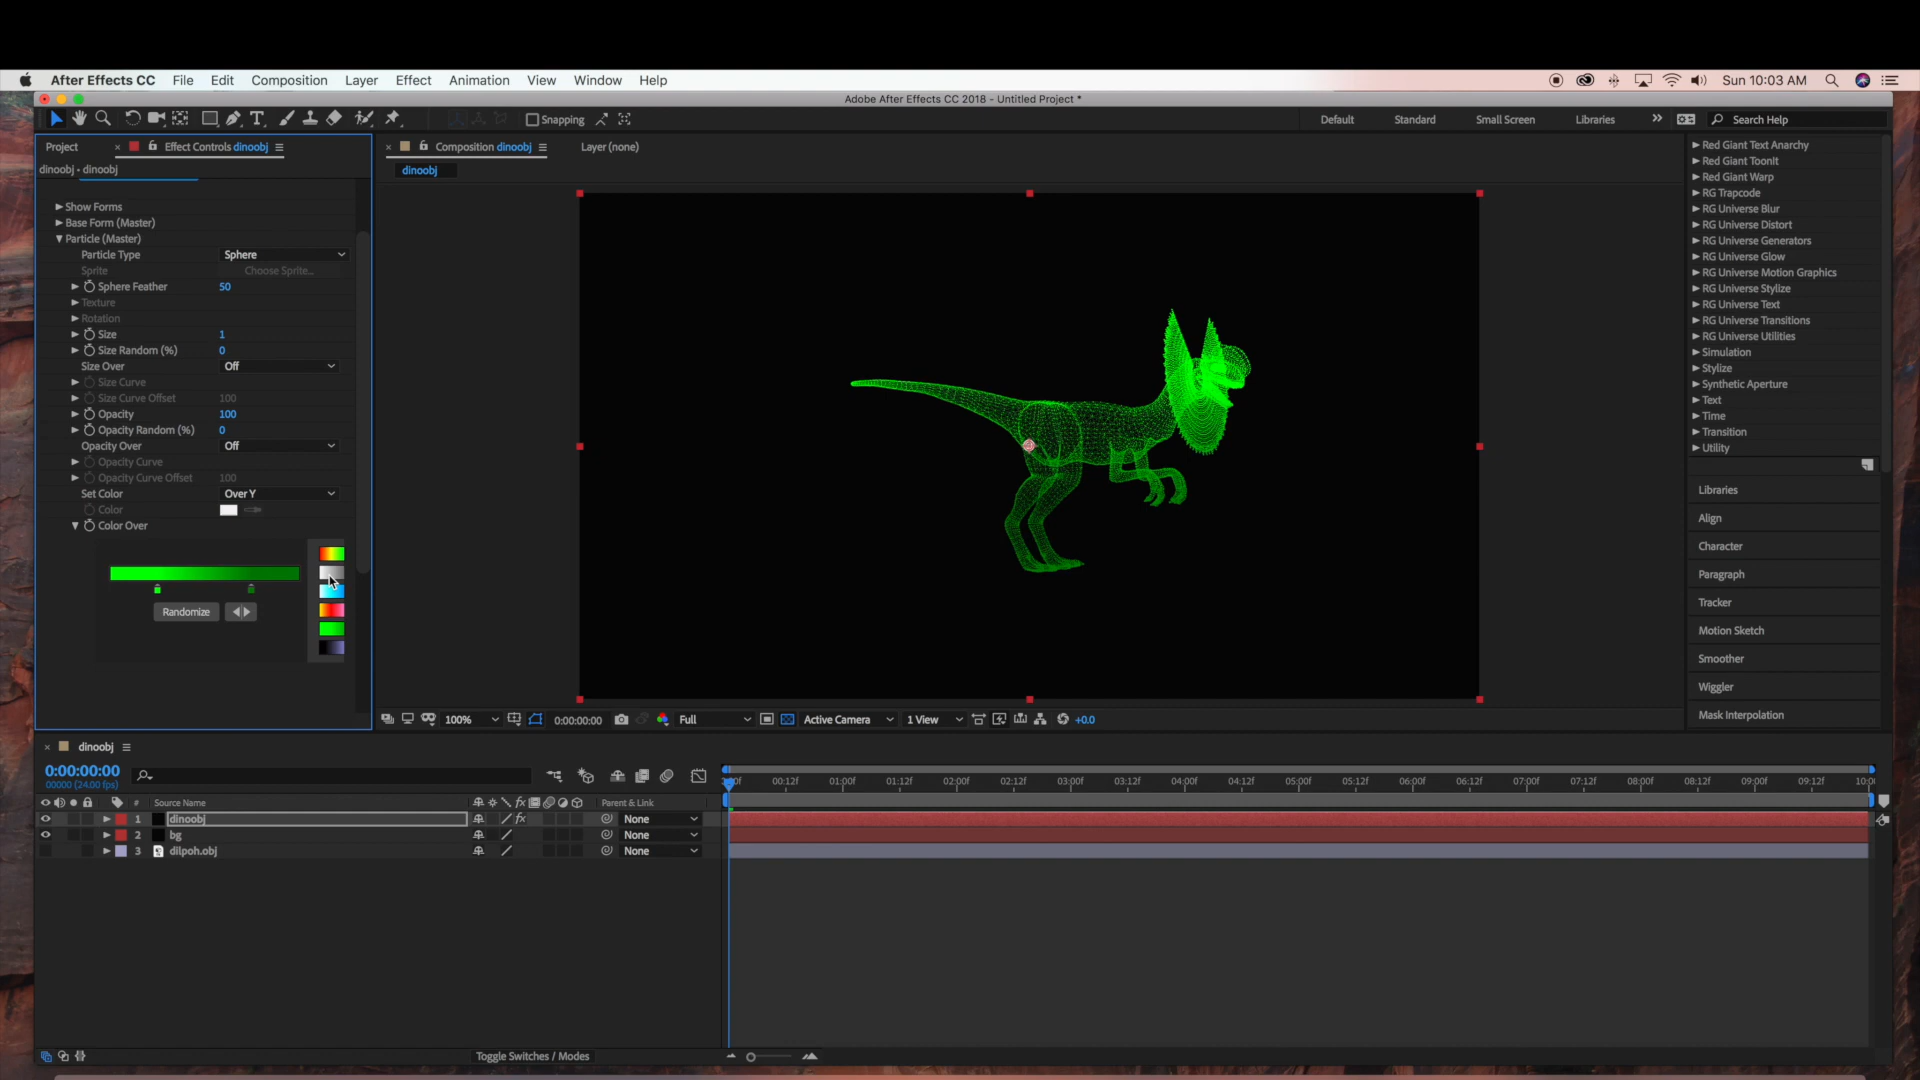 After Effects CC File Edit Composition Layer Effect Animation View Window Help Sun 10:03 AM
Adobe After Effects CC 2018 - Untitled Project *
Snapping Default Standard Small Screen Libraries Search Help
Project Effect Controls dinoobj
Composition dinoobj Layer (none)
dinoobj • dinoobj
dinoobj
Show Forms
Base Form (Master)
Particle (Master)
Particle Type Sphere
Sprite Choose Sprite...
Sphere Feather 50
Texture
Rotation
Size 1
Size Random (%) 0
Size Over Off
Size Curve
Size Curve Offset 100
Opacity 100
Opacity Random (%) 0
Opacity Over Off
Opacity Curve
Opacity Curve Offset 100
Set Color Over Y
Color
Color Over
Randomize
100% 0:00:00:00 Full Active Camera 1 View +0.0
Red Giant Text Anarchy
Red Giant ToonIt
Red Giant Warp
RG Trapcode
RG Universe Blur
RG Universe Distort
RG Universe Generators
RG Universe Glow
RG Universe Motion Graphics
RG Universe Stylize
RG Universe Text
RG Universe Transitions
RG Universe Utilities
Simulation
Stylize
Synthetic Aperture
Text
Time
Transition
Utility
Libraries
Align
Character
Paragraph
Tracker
Motion Sketch
Smoother
Wiggler
Mask Interpolation
dinoobj
0:00:00:00
00000 (24.00 fps)
00:12f 01:00f 01:12f 02:00f 02:12f 03:00f 03:12f 04:00f 04:12f 05:00f 05:12f 06:00f 06:12f 07:00f 07:12f 08:00f 08:12f 09:00f 09:12f
# Source Name fx Parent & Link
1 dinoobj fx None
2 bg None
3 dilpoh.obj None
Toggle Switches / Modes